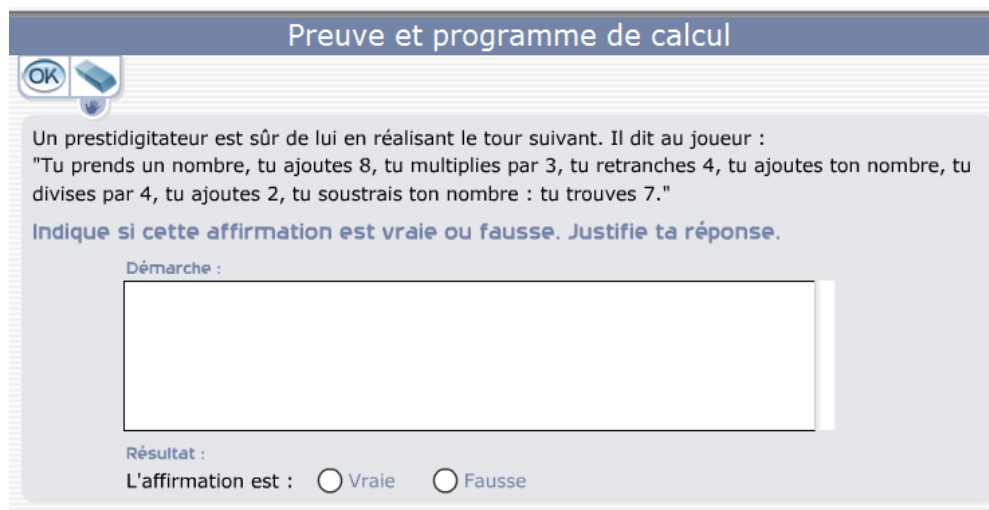 Preuve et programme de calcul
OK
Un prestidigitateur est sûr de lui en réalisant le tour suivant. Il dit au joueur :
"Tu prends un nombre, tu ajoutes 8, tu multiplies par 3, tu retranches 4, tu ajoutes ton nombre, tu
divises par 4, tu ajoutes 2, tu soustrais ton nombre : tu trouves 7."
Indique si cette affirmation est vraie ou fausse. Justifie ta réponse.
Démarche :
Résultat :
L'affirmation est : Vraie Fausse